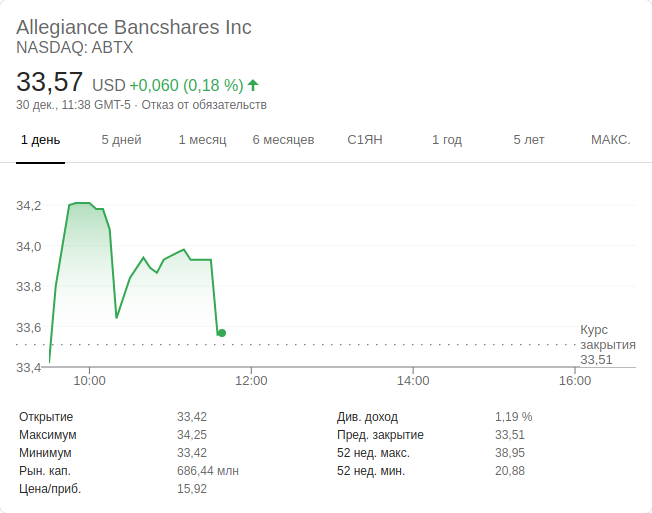 Allegiance Bancshares Inc
NASDAQ: ABTX
33,57 USD +0,060 (0,18 %)
30 дек., 11:38 GMT-5 · Отказ от обязательств
1 день 5 дней 1 месяц 6 месяцев С1ЯН 1 год 5 лет МАКС.
34,2
34,0
33,8
33,6
33,4
Курс
закрытия
33,51
10:00 12:00 14:00 16:00
Открытие 33,42
Максимум 34,25
Минимум 33,42
Рын. кап. 686,44 млн
Цена/приб. 15,92
Див. доход 1,19 %
Пред. закрытие 33,51
52 нед. макс. 38,95
52 нед. мин. 20,88